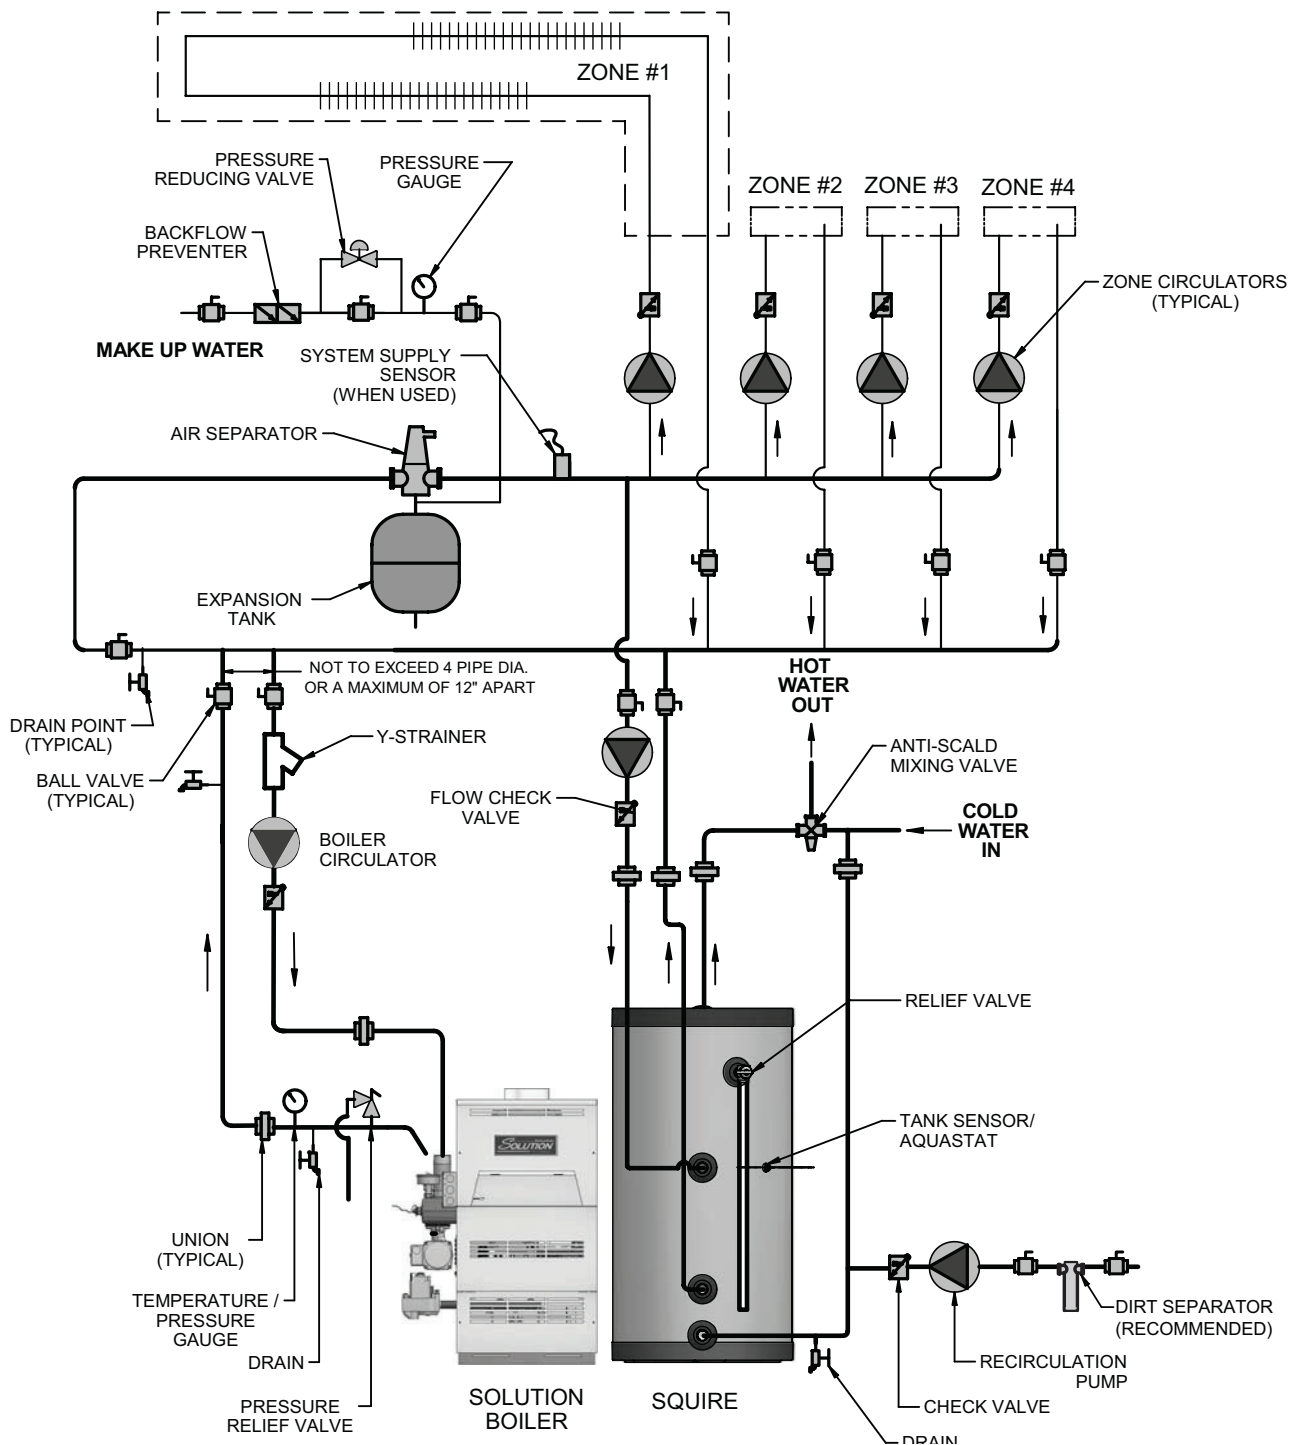 ZONE #1
PRESSURE
REDUCING VALVE
PRESSURE
GAUGE
ZONE #2
ZONE #3
ZONE #4
BACKFLOW
PREVENTER
ZONE CIRCULATORS
(TYPICAL)
MAKE UP WATER
SYSTEM SUPPLY
SENSOR
(WHEN USED)
AIR SEPARATOR
EXPANSION
TANK
NOT TO EXCEED 4 PIPE DIA.
OR A MAXIMUM OF 12" APART
HOT
WATER
OUT
DRAIN POINT
(TYPICAL)
Y-STRAINER
ANTI-SCALD
MIXING VALVE
BALL VALVE
(TYPICAL)
FLOW CHECK
VALVE
COLD
WATER
IN
BOILER
CIRCULATOR
RELIEF VALVE
SOLUTION
TANK SENSOR/
AQUASTAT
UNION
(TYPICAL)
TEMPERATURE /
PRESSURE
GAUGE
DIRT SEPARATOR
(RECOMMENDED)
DRAIN
RECIRCULATION
PUMP
PRESSURE
RELIEF VALVE
SOLUTION
BOILER
SQUIRE
CHECK VALVE
DRAIN